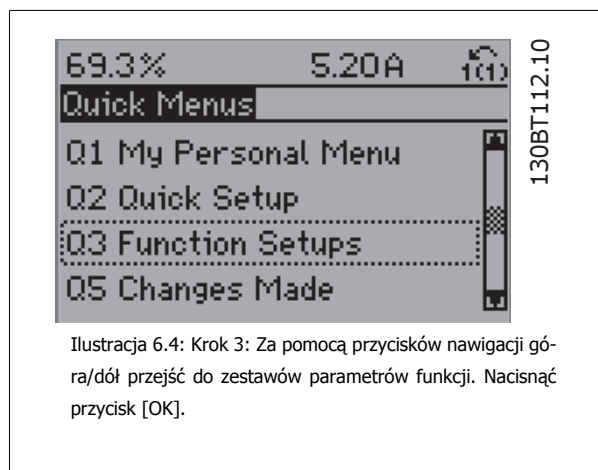 69.3% 5.20A 1(1)
Quick Menus
Q1 My Personal Menu
Q2 Quick Setup
Q3 Function Setups
Q5 Changes Made
130BT112.10
Ilustracja 6.4: Krok 3: Za pomocą przycisków nawigacji gó-
ra/dół przejść do zestawów parametrów funkcji. Nacisnąć
przycisk [OK].